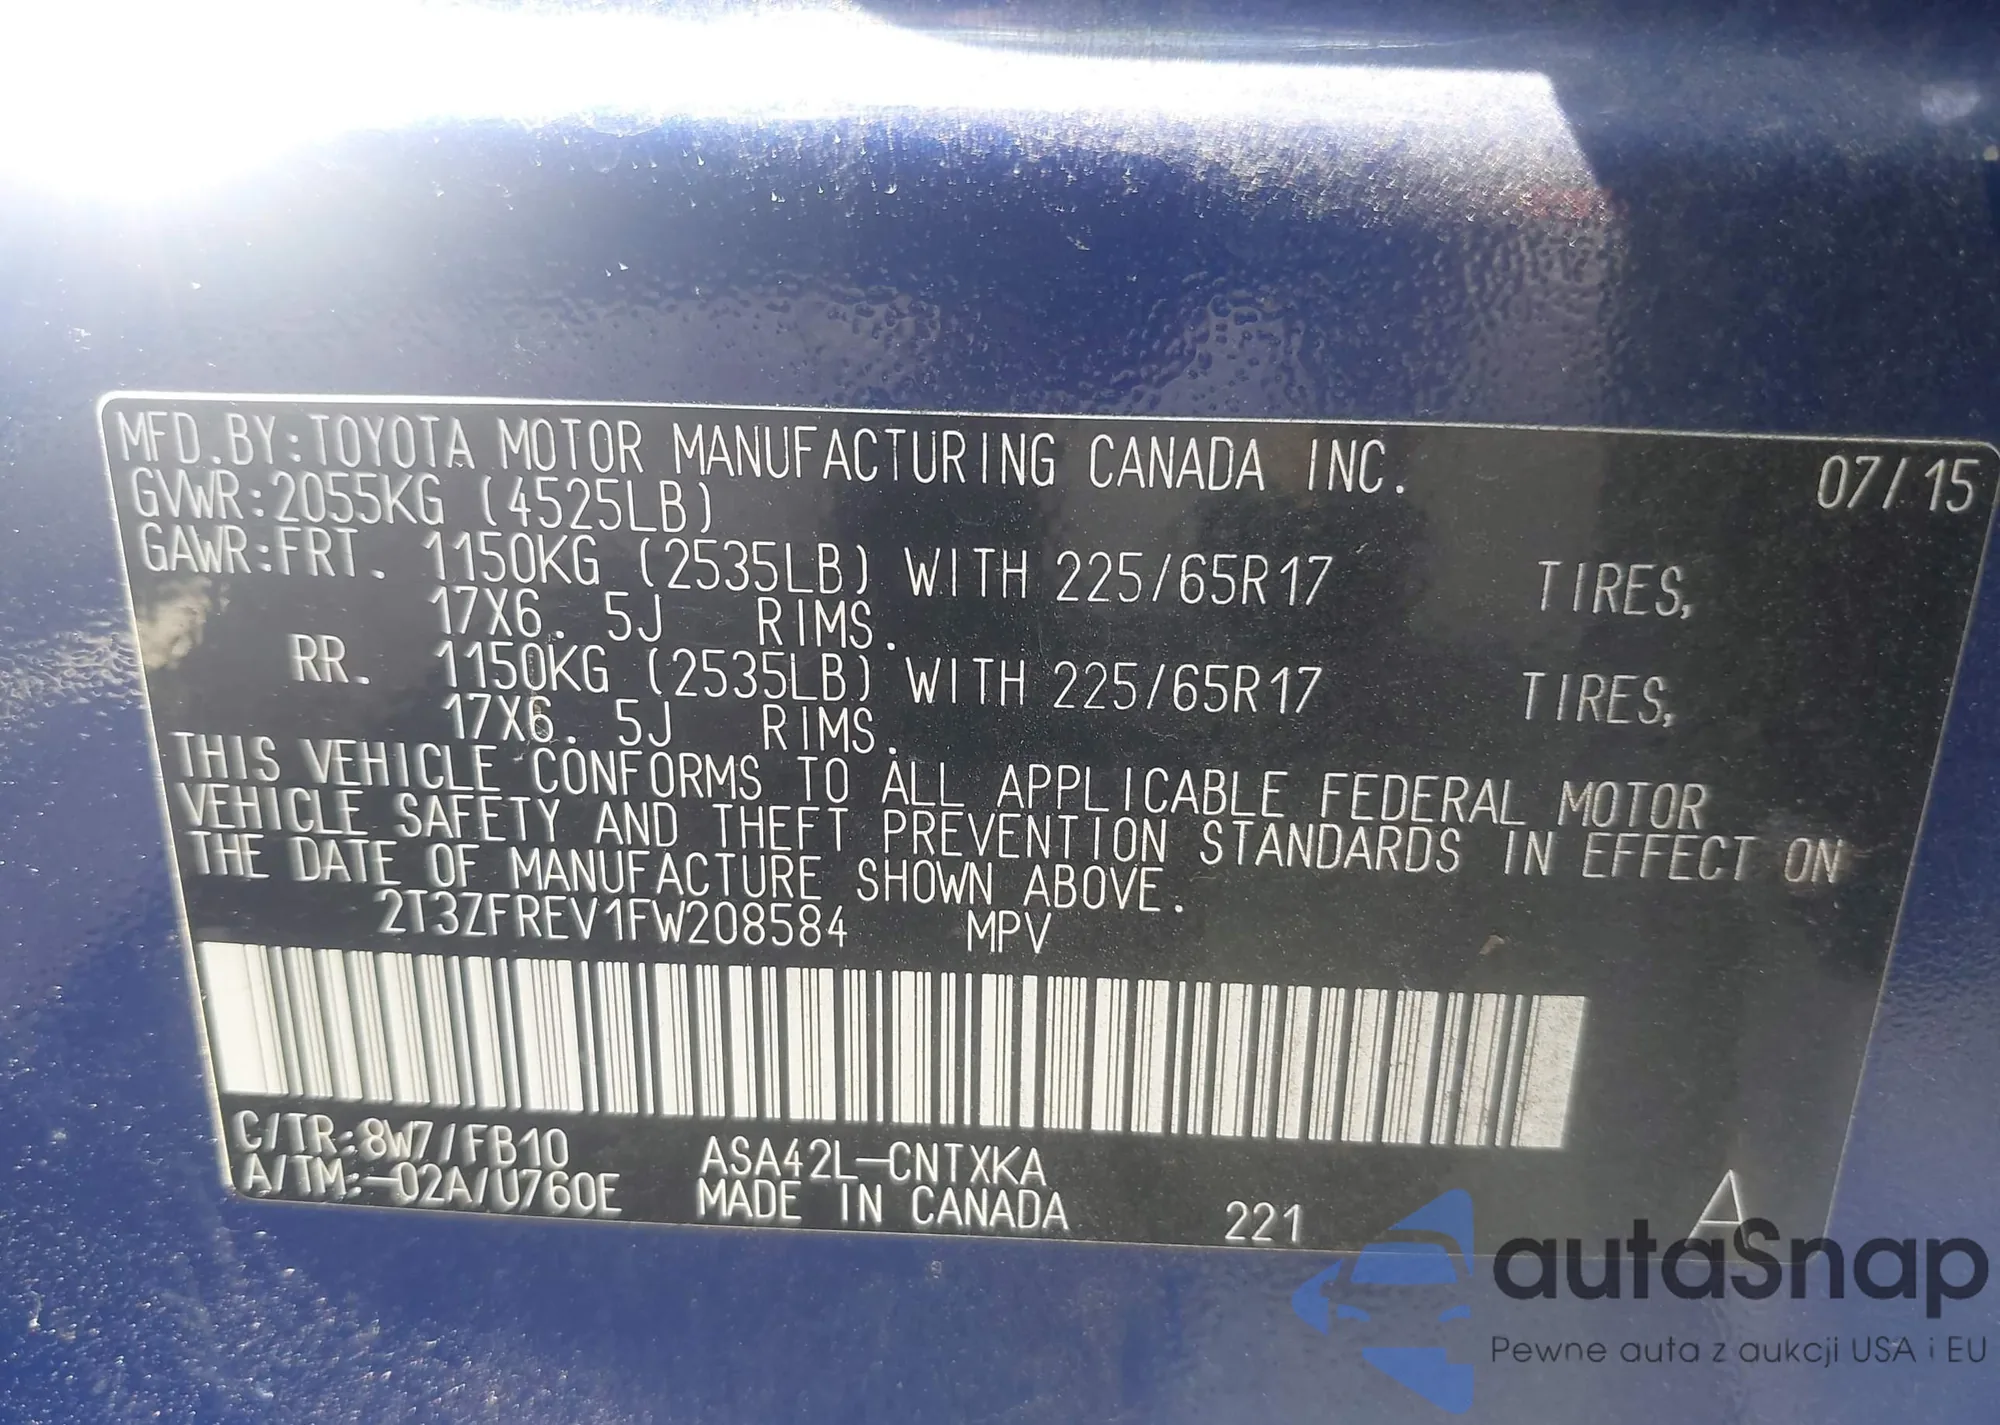 MFD.BY:TOYOTA MOTOR MANUFACTURING CANADA INC. 07/15
GVWR:2055KG (4525LB)
GAWR:FRT. 1150KG (2535LB) WITH 225/65R17 TIRES,
17X6. 5J RIMS.
RR. 1150KG (2535LB) WITH 225/65R17 TIRES,
17X6. 5J RIMS.
THIS VEHICLE CONFORMS TO ALL APPLICABLE FEDERAL MOTOR
VEHICLE SAFETY AND THEFT PREVENTION STANDARDS IN EFFECT ON
THE DATE OF MANUFACTURE SHOWN ABOVE.
2T3ZFREV1FW208584 MPV
C/TR:8W7/FB10 ASA42L-CNTXKA
A/TM:-02A/U760E MADE IN CANADA 221 A
autaSnap
Pewne auta z aukcji USA i EU